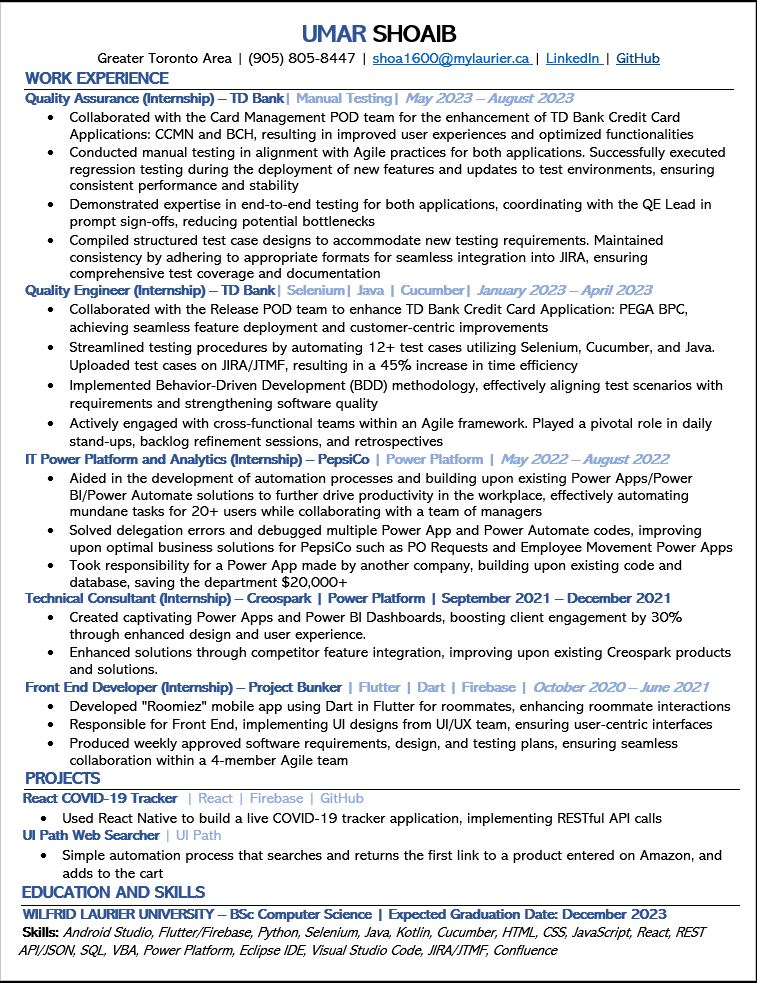 UMAR SHOAIB
Greater Toronto Area | (905) 805-8447 | shoa1600@mylaurier.ca | LinkedIn | GitHub
WORK EXPERIENCE
Quality Assurance (Internship) – TD Bank| Manual Testing| May 2023 – August 2023
• Collaborated with the Card Management POD team for the enhancement of TD Bank Credit Card
Applications: CCMN and BCH, resulting in improved user experiences and optimized functionalities
• Conducted manual testing in alignment with Agile practices for both applications. Successfully executed
regression testing during the deployment of new features and updates to test environments, ensuring
consistent performance and stability
• Demonstrated expertise in end-to-end testing for both applications, coordinating with the QE Lead in
prompt sign-offs, reducing potential bottlenecks
• Compiled structured test case designs to accommodate new testing requirements. Maintained
consistency by adhering to appropriate formats for seamless integration into JIRA, ensuring
comprehensive test coverage and documentation
Quality Engineer (Internship) – TD Bank| Selenium| Java | Cucumber| January 2023 – April 2023
• Collaborated with the Release POD team to enhance TD Bank Credit Card Application: PEGA BPC,
achieving seamless feature deployment and customer-centric improvements
• Streamlined testing procedures by automating 12+ test cases utilizing Selenium, Cucumber, and Java.
Uploaded test cases on JIRA/JTMF, resulting in a 45% increase in time efficiency
• Implemented Behavior-Driven Development (BDD) methodology, effectively aligning test scenarios with
requirements and strengthening software quality
• Actively engaged with cross-functional teams within an Agile framework. Played a pivotal role in daily
stand-ups, backlog refinement sessions, and retrospectives
IT Power Platform and Analytics (Internship) – PepsiCo | Power Platform | May 2022 – August 2022
• Aided in the development of automation processes and building upon existing Power Apps/Power
BI/Power Automate solutions to further drive productivity in the workplace, effectively automating
mundane tasks for 20+ users while collaborating with a team of managers
• Solved delegation errors and debugged multiple Power App and Power Automate codes, improving
upon optimal business solutions for PepsiCo such as PO Requests and Employee Movement Power Apps
• Took responsibility for a Power App made by another company, building upon existing code and
database, saving the department $20,000+
Technical Consultant (Internship) – Creospark | Power Platform | September 2021 – December 2021
• Created captivating Power Apps and Power BI Dashboards, boosting client engagement by 30%
through enhanced design and user experience.
• Enhanced solutions through competitor feature integration, improving upon existing Creospark products
and solutions.
Front End Developer (Internship) – Project Bunker | Flutter | Dart | Firebase | October 2020 – June 2021
• Developed "Roomiez" mobile app using Dart in Flutter for roommates, enhancing roommate interactions
• Responsible for Front End, implementing UI designs from UI/UX team, ensuring user-centric interfaces
• Produced weekly approved software requirements, design, and testing plans, ensuring seamless
collaboration within a 4-member Agile team
PROJECTS
React COVID-19 Tracker | React | Firebase | GitHub
• Used React Native to build a live COVID-19 tracker application, implementing RESTful API calls
UI Path Web Searcher | UI Path
• Simple automation process that searches and returns the first link to a product entered on Amazon, and
adds to the cart
EDUCATION AND SKILLS
WILFRID LAURIER UNIVERSITY – BSc Computer Science | Expected Graduation Date: December 2023
Skills: Android Studio, Flutter/Firebase, Python, Selenium, Java, Kotlin, Cucumber, HTML, CSS, JavaScript, React, REST
API/JSON, SQL, VBA, Power Platform, Eclipse IDE, Visual Studio Code, JIRA/JTMF, Confluence